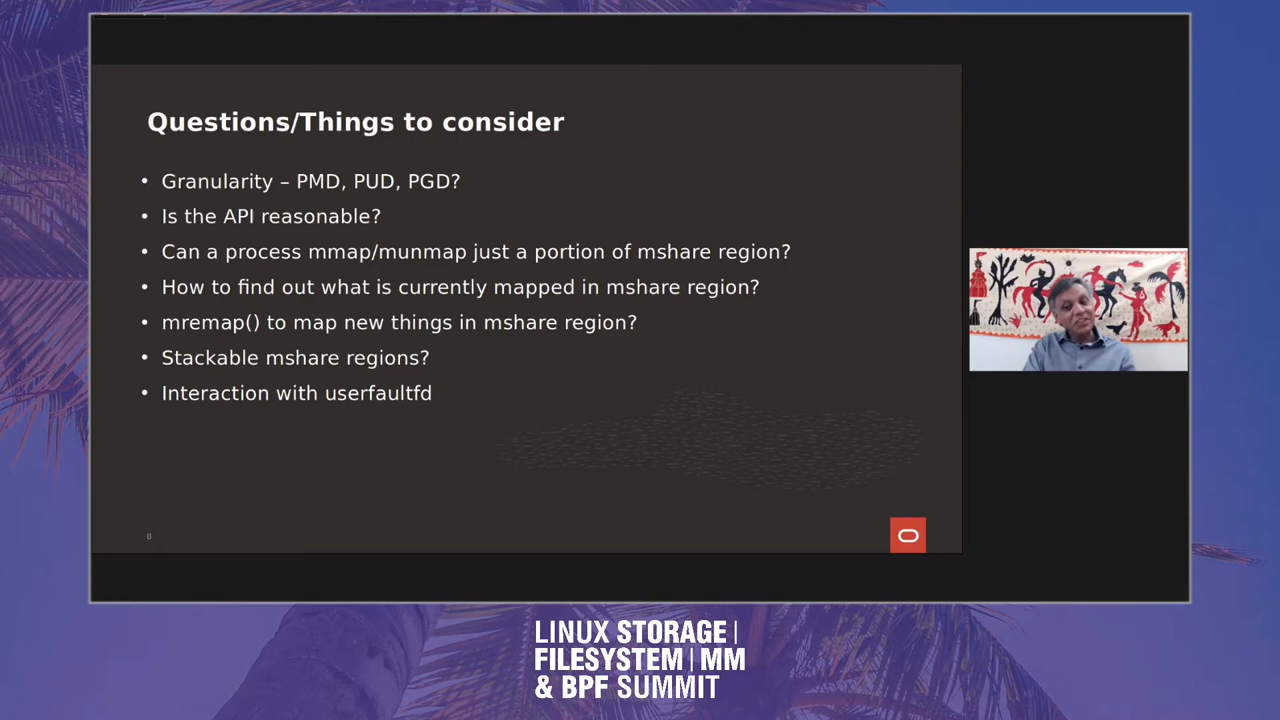 Questions/Things to consider
• Granularity – PMD, PUD, PGD?
• Is the API reasonable?
• Can a process mmap/munmap just a portion of mshare region?
• How to find out what is currently mapped in mshare region?
• mremap() to map new things in mshare region?
• Stackable mshare regions?
• Interaction with userfaultfd
8
LINUX STORAGE |
FILESYSTEM | MM
& BPF SUMMIT